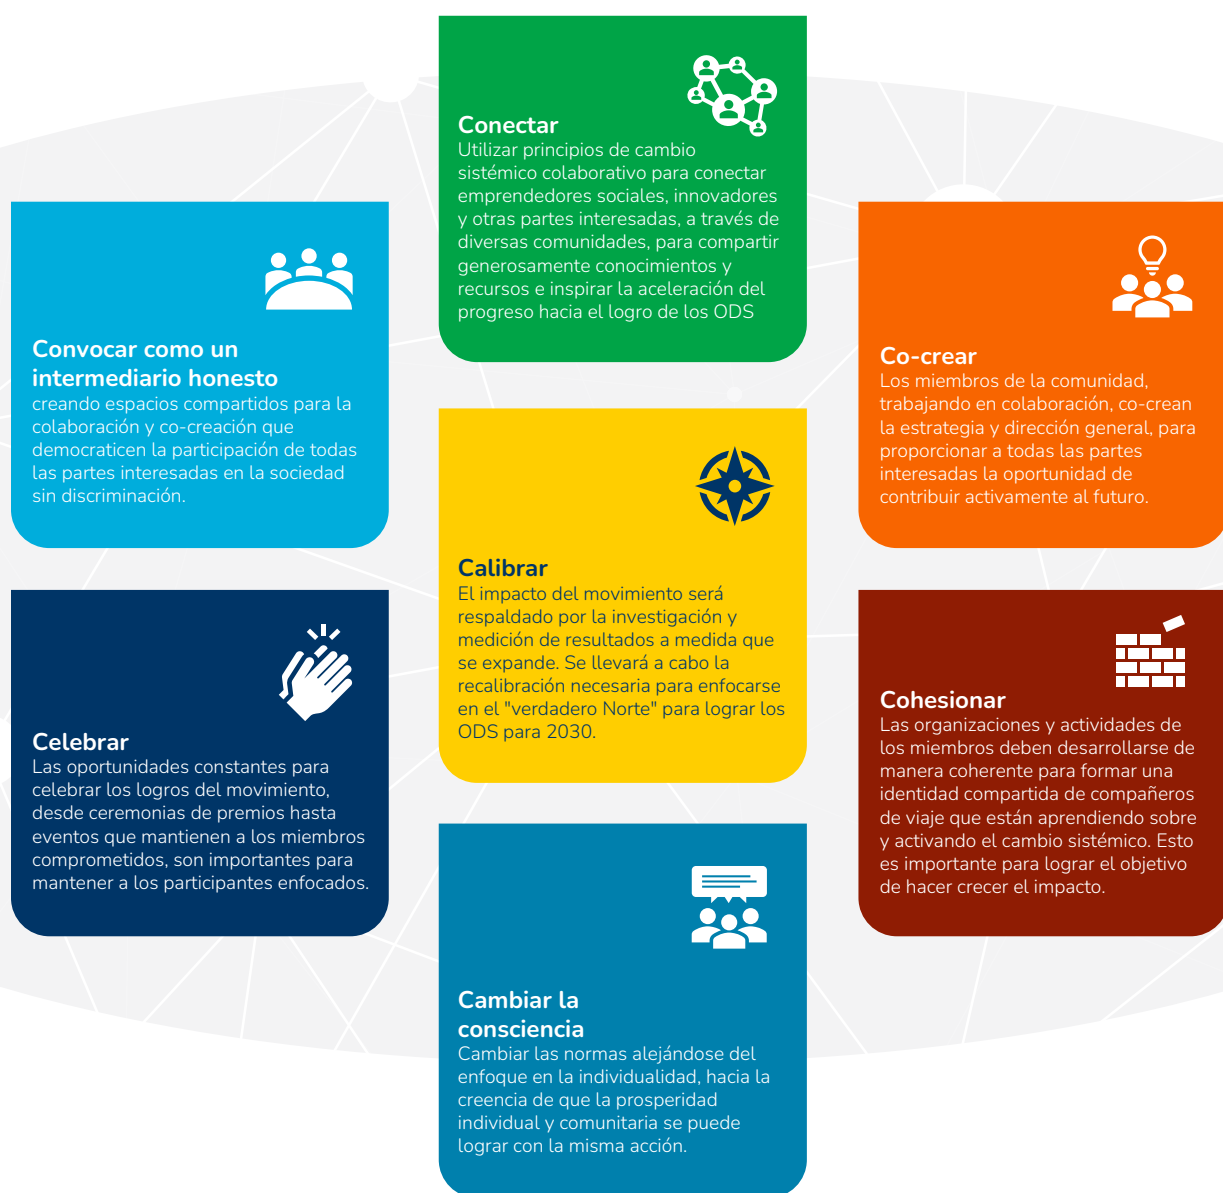 Conectar
Utilizar principios de cambio
sistémico colaborativo para conectar
emprendedores sociales, innovadores
y otras partes interesadas, a través de
diversas comunidades, para compartir
generosamente conocimientos y
recursos e inspirar la aceleración del
progreso hacia el logro de los ODS
Convocar como un
intermediario honesto
creando espacios compartidos para la
colaboración y co-creación que
democraticen la participación de todas
las partes interesadas en la sociedad
sin discriminación.
Co-crear
Los miembros de la comunidad,
trabajando en colaboración, co-crean
la estrategia y dirección general, para
proporcionar a todas las partes
interesadas la oportunidad de
contribuir activamente al futuro.
Calibrar
El impacto del movimiento será
respaldado por la investigación y
medición de resultados a medida que
se expande. Se llevará a cabo la
recalibración necesaria para enfocarse
en el "verdadero Norte" para lograr los
ODS para 2030.
Celebrar
Las oportunidades constantes para
celebrar los logros del movimiento,
desde ceremonias de premios hasta
eventos que mantienen a los miembros
comprometidos, son importantes para
mantener a los participantes enfocados.
Cohesionar
Las organizaciones y actividades de
los miembros deben desarrollarse de
manera coherente para formar una
identidad compartida de compañeros
de viaje que están aprendiendo sobre
y activando el cambio sistémico. Esto
es importante para lograr el objetivo
de hacer crecer el impacto.
Cambiar la
consciencia
Cambiar las normas alejándose del
enfoque en la individualidad, hacia la
creencia de que la prosperidad
individual y comunitaria se puede
lograr con la misma acción.